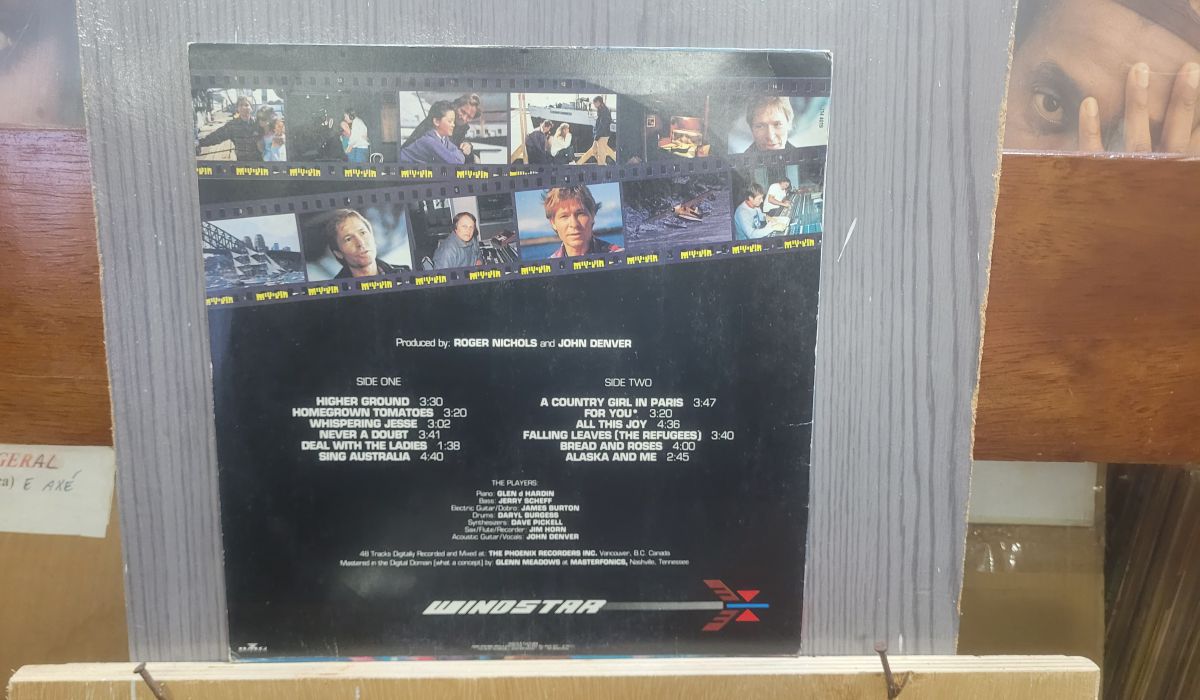 Produced by: ROGER NICHOLS and JOHN DENVER
SIDE ONE
HIGHER GROUND 3:30
HOMEGROWN TOMATOES 3:20
WHISPERING JESSE 3:02
NEVER A DOUBT 3:41
DEAL WITH THE LADIES 1:38
SING AUSTRALIA 4:40
SIDE TWO
A COUNTRY GIRL IN PARIS 3:47
FOR YOU* 3:20
ALL THIS JOY 4:36
FALLING LEAVES (THE REFUGEES) 3:40
BREAD AND ROSES 4:00
ALASKA AND ME 2:45
THE PLAYERS:
Piano: GLEN d HARDIN
Bass: JERRY SCHEFF
Electric Guitar/Dobro: JAMES BURTON
Drums: DARYL BURGESS
Synthesizers: DAVE PICKELL
Sax/Flute/Recorder: JIM HORN
Acoustic Guitar/Vocals: JOHN DENVER
48 Tracks Digitally Recorded and Mixed at: THE PHOENIX RECORDERS INC. Vancouver, B.C. Canada
Mastered in the Digital Domain [what a concept] by: GLENN MEADOWS at MASTERFONICS, Nashville, Tennessee
WINDSTAR
GERAL
E AXÉ